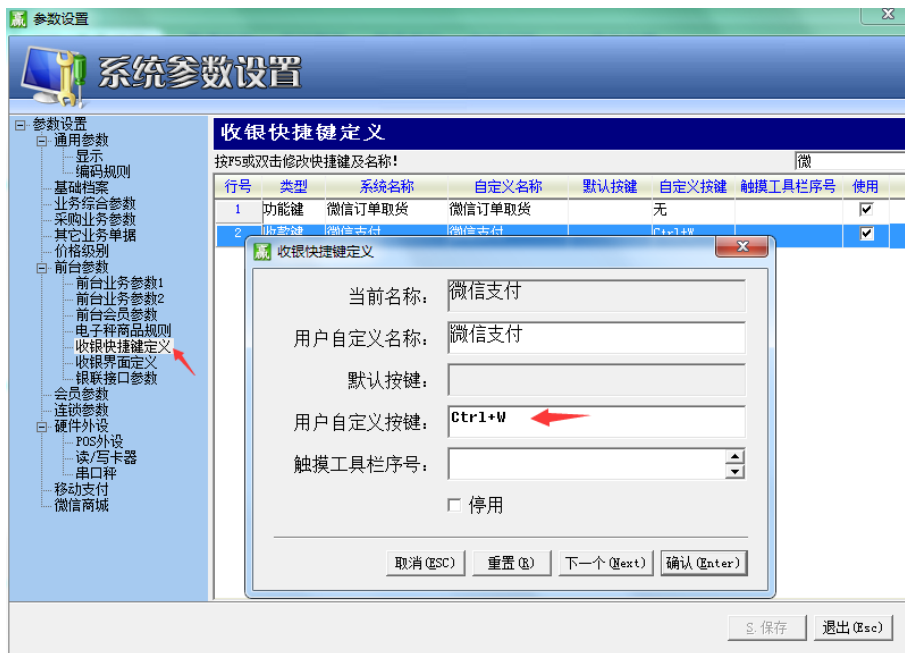 参数设置
系统参数设置
参数设置
通用参数
显示
编码规则
基础档案
业务综合参数
采购业务参数
其它业务单据
价格级别
前台参数
前台业务参数1
前台业务参数2
前台会员参数
电子秤商品规则
收银快捷键定义
收银界面定义
银联接口参数
会员参数
连锁参数
硬件外设
POS外设
读/写卡器
串口秤
移动支付
微信商城
收银快捷键定义
按F5或双击修改快捷键及名称! 微
行号 类型 系统名称 自定义名称 默认按键 自定义按键 触摸工具栏序号 使用
1 功能键 微信订单取货 微信订单取货 无
2 收款键 微信支付 微信支付 Ctrl+W
赢 收银快捷键定义
当前名称: 微信支付
用户自定义名称: 微信支付
默认按键:
用户自定义按键: Ctrl+W
触摸工具栏序号:
停用
取消(ESC) 重置(R) 下一个(Next) 确认(Enter)
S.保存 退出(Esc)